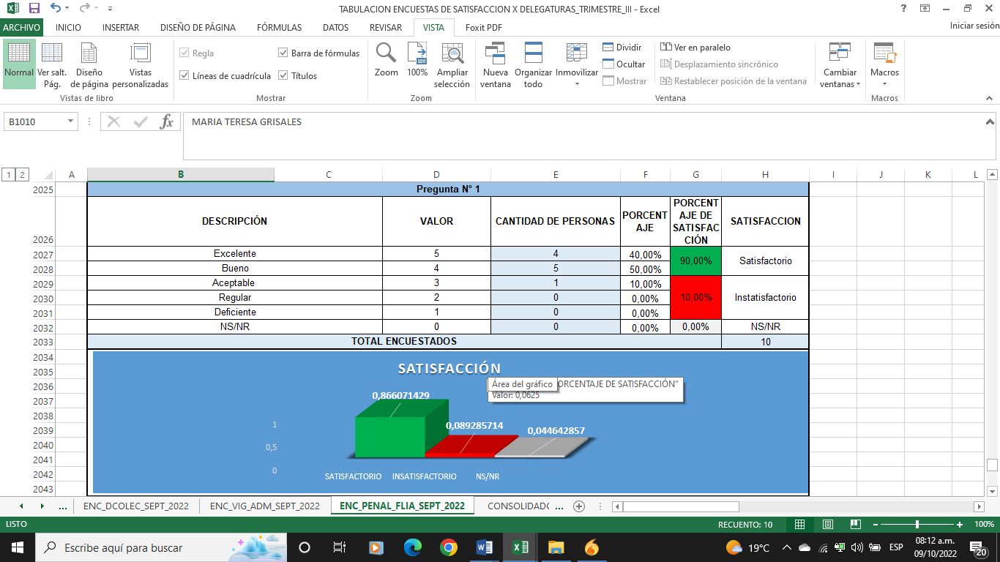 TABULACION ENCUESTAS DE SATISFACCION X DELEGATURAS_TRIMESTRE_III - Excel
ARCHIVO INICIO INSERTAR DISEÑO DE PÁGINA FÓRMULAS DATOS REVISAR VISTA Foxit PDF Iniciar sesión
Normal Ver salt. Pág. Diseño de página Vistas personalizadas
Vistas de libro
Regla Barra de fórmulas
Líneas de cuadrícula Títulos
Mostrar
Zoom 100% Ampliar selección
Zoom
Nueva ventana Organizar todo Inmovilizar
Dividir Ver en paralelo
Ocultar Desplazamiento sincrónico
Mostrar Restablecer posición de la ventana
Cambiar ventanas
Ventana
Macros
Macros
B1010 fx MARIA TERESA GRISALES
1 2 A B C D E F G H I J K L
2025 Pregunta N° 1
2026 DESCRIPCIÓN VALOR CANTIDAD DE PERSONAS PORCENTAJE PORCENTAJE DE SATISFACCIÓN SATISFACCION
2027 Excelente 5 4 40,00% 90,00% Satisfactorio
2028 Bueno 4 5 50,00%
2029 Aceptable 3 1 10,00%
2030 Regular 2 0 0,00% 10,00% Instatisfactorio
2031 Deficiente 1 0 0,00%
2032 NS/NR 0 0 0,00% 0,00% NS/NR
2033 TOTAL ENCUESTADOS 10
2034
2035 SATISFACCIÓN
2036 Área del gráfico ORCENTAJE DE SATISFACCIÓN"
2037 Valor: 0,0625
0,866071429
2038
2039 1 0,089285714 0,044642857
2040 0,5
2041
2042 0
SATISFACTORIO INSATISFACTORIO NS/NR
2043
... ENC_DCOLEC_SEPT_2022 ENC_VIG_ADM_SEPT_2022 ENC_PENAL_FLIA_SEPT_2022 CONSOLIDADO ...
LISTO RECUENTO: 10 100%
Escribe aquí para buscar 19°C ESP 08:12 a.m.
09/10/2022 20